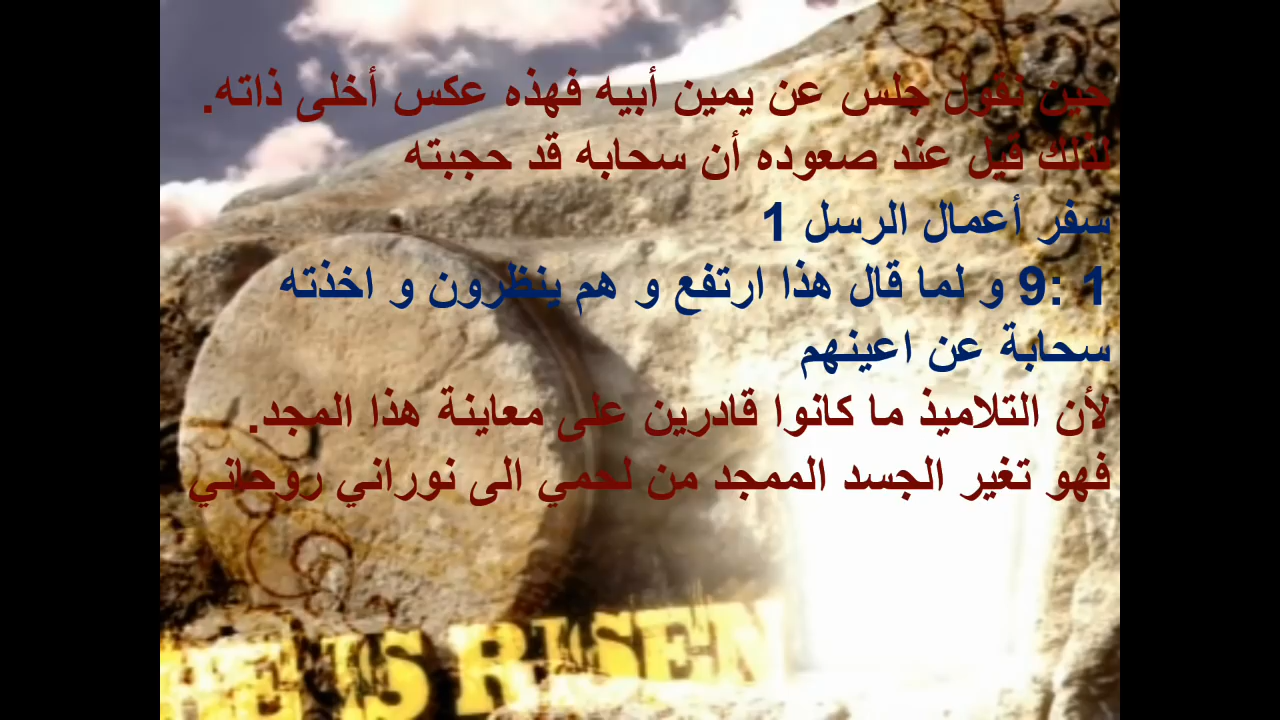 حين نقول جلس عن يمين أبيه فهذه عكس أخلى ذاته.
لذلك قيل عند صعوده أن سحابه قد حجبته
سفر أعمال الرسل 1
1 :9 و لما قال هذا ارتفع و هم ينظرون و اخذته
سحابة عن اعينهم
لأن التلاميذ ما كانوا قادرين على معاينة هذا المجد.
فهو تغير الجسد الممجد من لحمي الى نوراني روحاني
HE IS RISEN